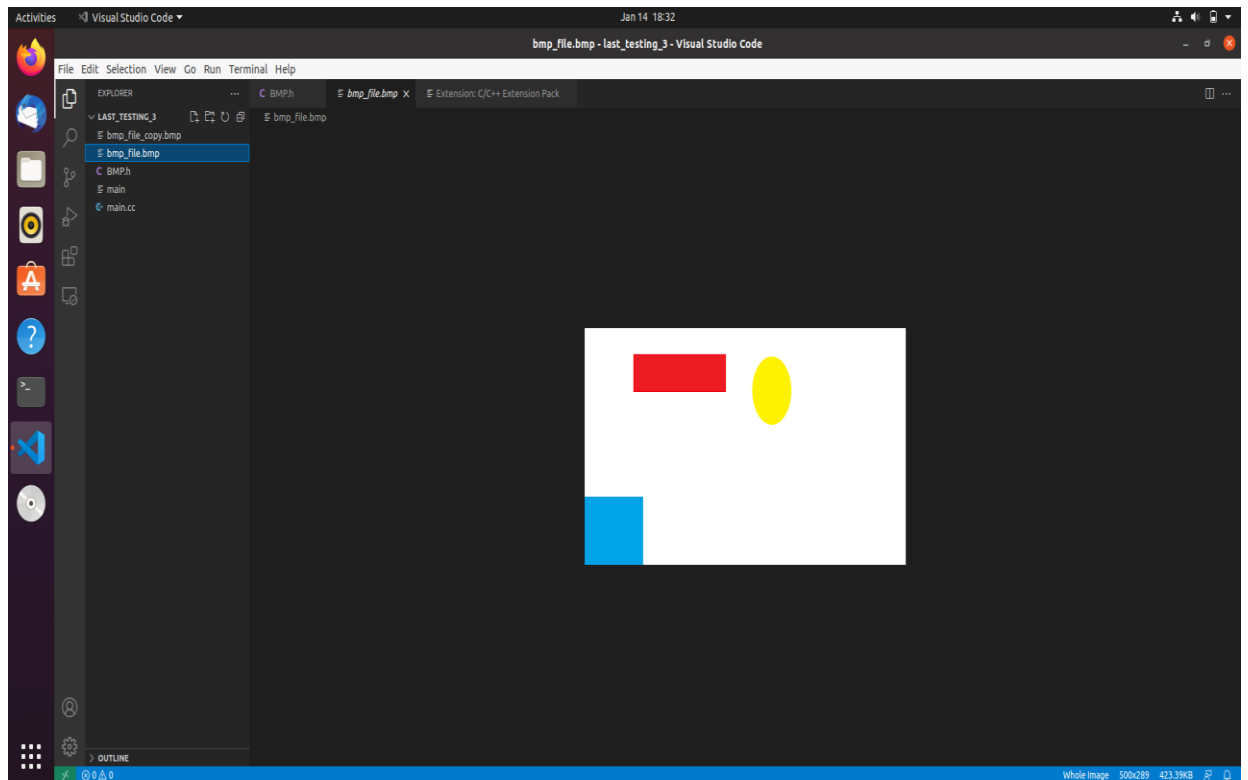 Activities Visual Studio Code Jan 14 18:32
bmp_file.bmp - last_testing_3 - Visual Studio Code
File Edit Selection View Go Run Terminal Help
EXPLORER ... C BMP.h bmp_file.bmp × Extension: C/C++ Extension Pack ...
LAST_TESTING_3 bmp_file.bmp
bmp_file_copy.bmp
bmp_file.bmp
C BMP.h
main
main.cc
OUTLINE
0 0 Whole Image 500x289 423.39KB